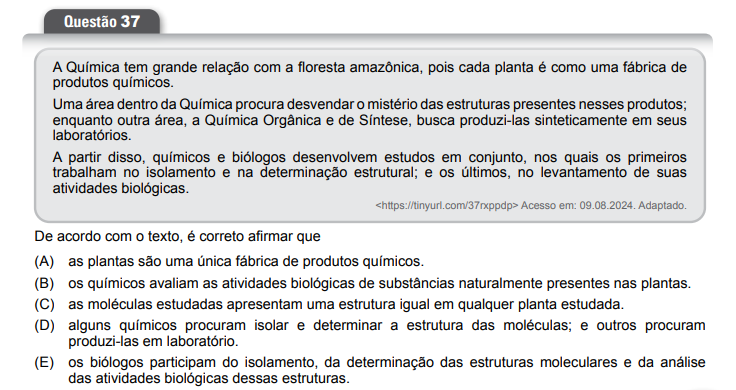 Questão 37
A Química tem grande relação com a floresta amazônica, pois cada planta é como uma fábrica de
produtos químicos.
Uma área dentro da Química procura desvendar o mistério das estruturas presentes nesses produtos;
enquanto outra área, a Química Orgânica e de Síntese, busca produzi-las sinteticamente em seus
laboratórios.
A partir disso, químicos e biólogos desenvolvem estudos em conjunto, nos quais os primeiros
trabalham no isolamento e na determinação estrutural; e os últimos, no levantamento de suas
atividades biológicas.
<https://tinyurl.com/37rxppdp> Acesso em: 09.08.2024. Adaptado.
De acordo com o texto, é correto afirmar que
(A) as plantas são uma única fábrica de produtos químicos.
(B) os químicos avaliam as atividades biológicas de substâncias naturalmente presentes nas plantas.
(C) as moléculas estudadas apresentam uma estrutura igual em qualquer planta estudada.
(D) alguns químicos procuram isolar e determinar a estrutura das moléculas; e outros procuram
produzi-las em laboratório.
(E) os biólogos participam do isolamento, da determinação das estruturas moleculares e da análise
das atividades biológicas dessas estruturas.